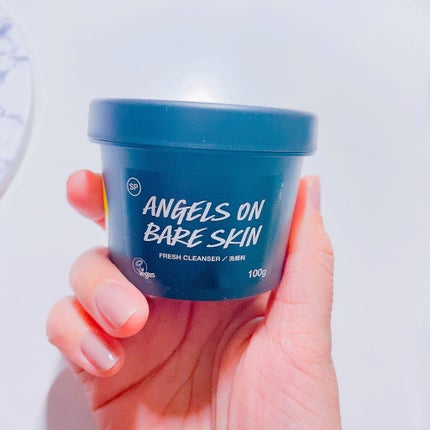 SP
ANGELS ON
BARE SKIN
FRESH CLEANSER / 洗顔料
vegan
100g